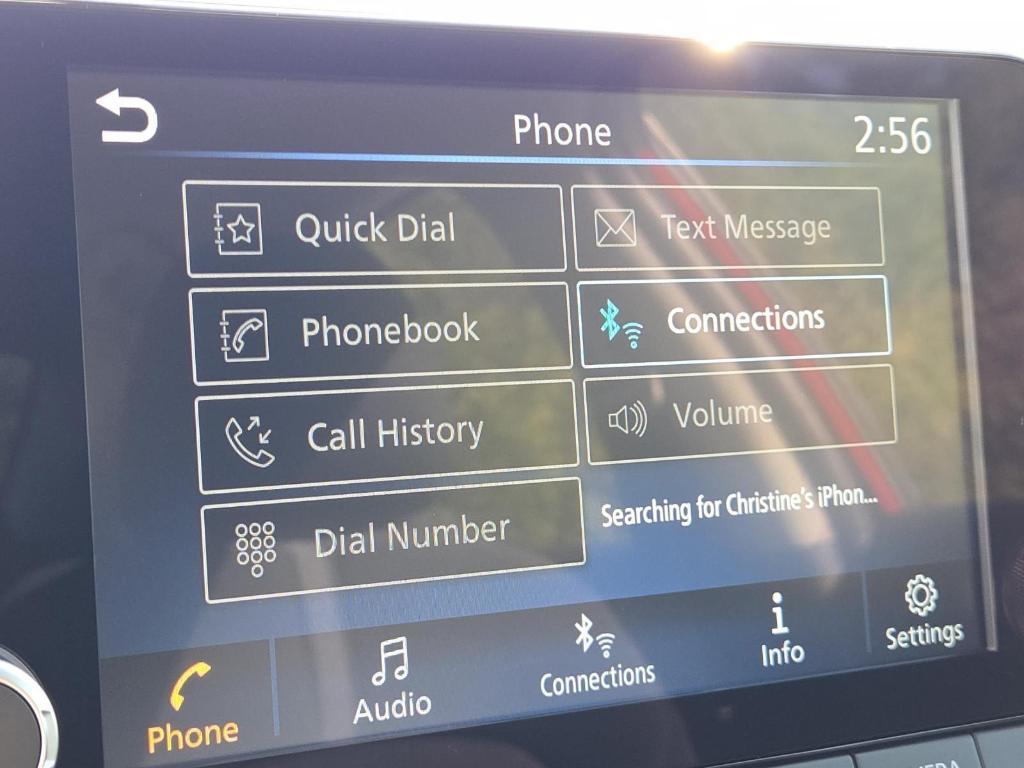 Phone
2:56
Quick Dial
Text Message
Phonebook
Connections
Call History
Volume
Dial Number
Searching for Christine's iPhon...
Phone
Audio
Connections
Info
Settings